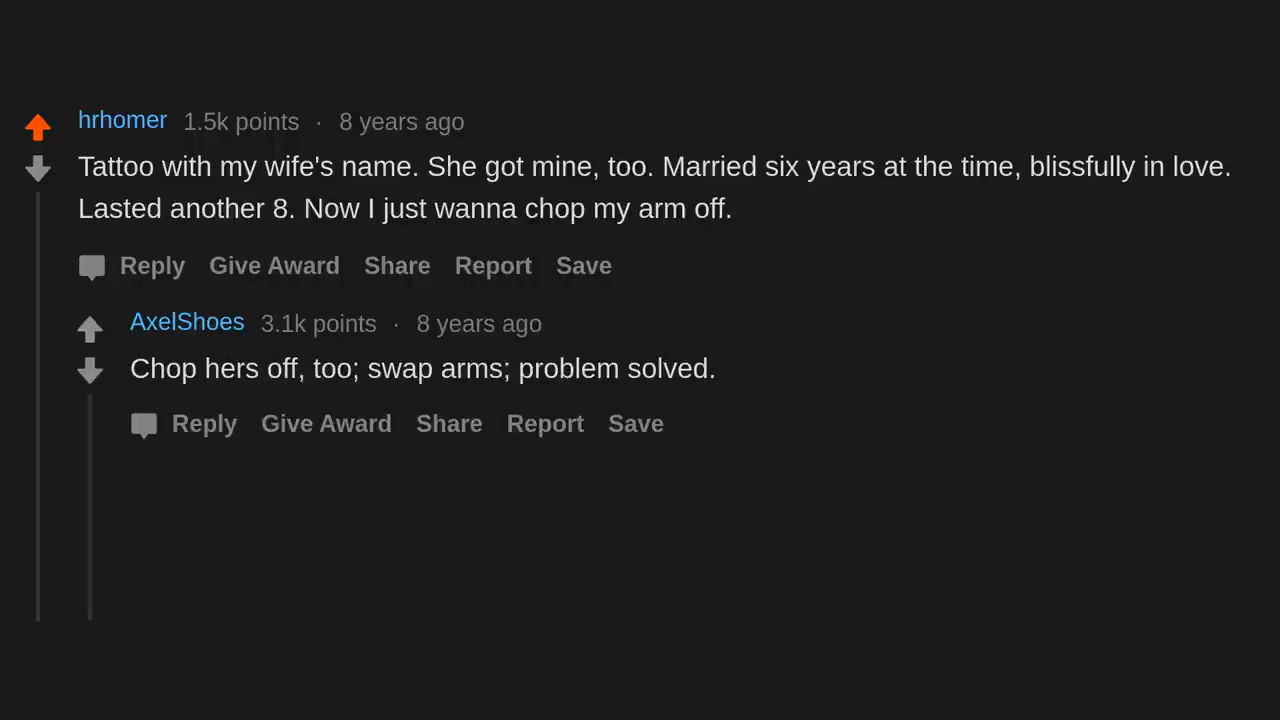 hrhomer 1.5k points · 8 years ago
Tattoo with my wife's name. She got mine, too. Married six years at the time, blissfully in love.
Lasted another 8. Now I just wanna chop my arm off.
Reply Give Award Share Report Save
AxelShoes 3.1k points · 8 years ago
Chop hers off, too; swap arms; problem solved.
Reply Give Award Share Report Save